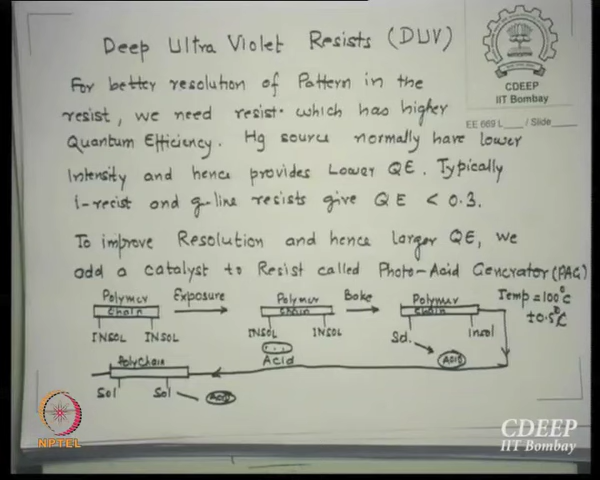 Deep Ultra Violet Resists (DUV)
CDEEP
IIT Bombay
EE 669 L___ / Slide___
For better resolution of Pattern in the
resist, we need resist which has higher
Quantum Efficiency. Hg source normally have lower
Intensity and hence provides Lower QE. Typically
i-recist and g-line resists give QE < 0.3.
To improve Resolution and hence larger QE, we
add a catalyst to Resist called Photo-Acid Generator (PAG)
Polymer Exposure Polymer Bake Polymer Temp = 100°C
Chain Chain Chain ±0.5°C
INSOL INSOL INSOL INSOL Sol. Insol
Acid Acid
PolyChain
Sol Sol Acid
NPTEL
CDEEP
IIT Bombay